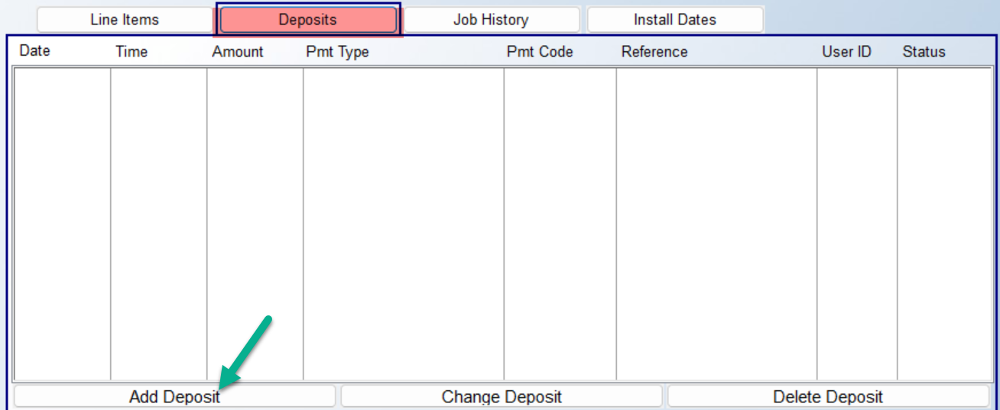 Line Items Deposits Job History Install Dates
Date Time Amount Pmt Type Pmt Code Reference User ID Status
Add Deposit Change Deposit Delete Deposit